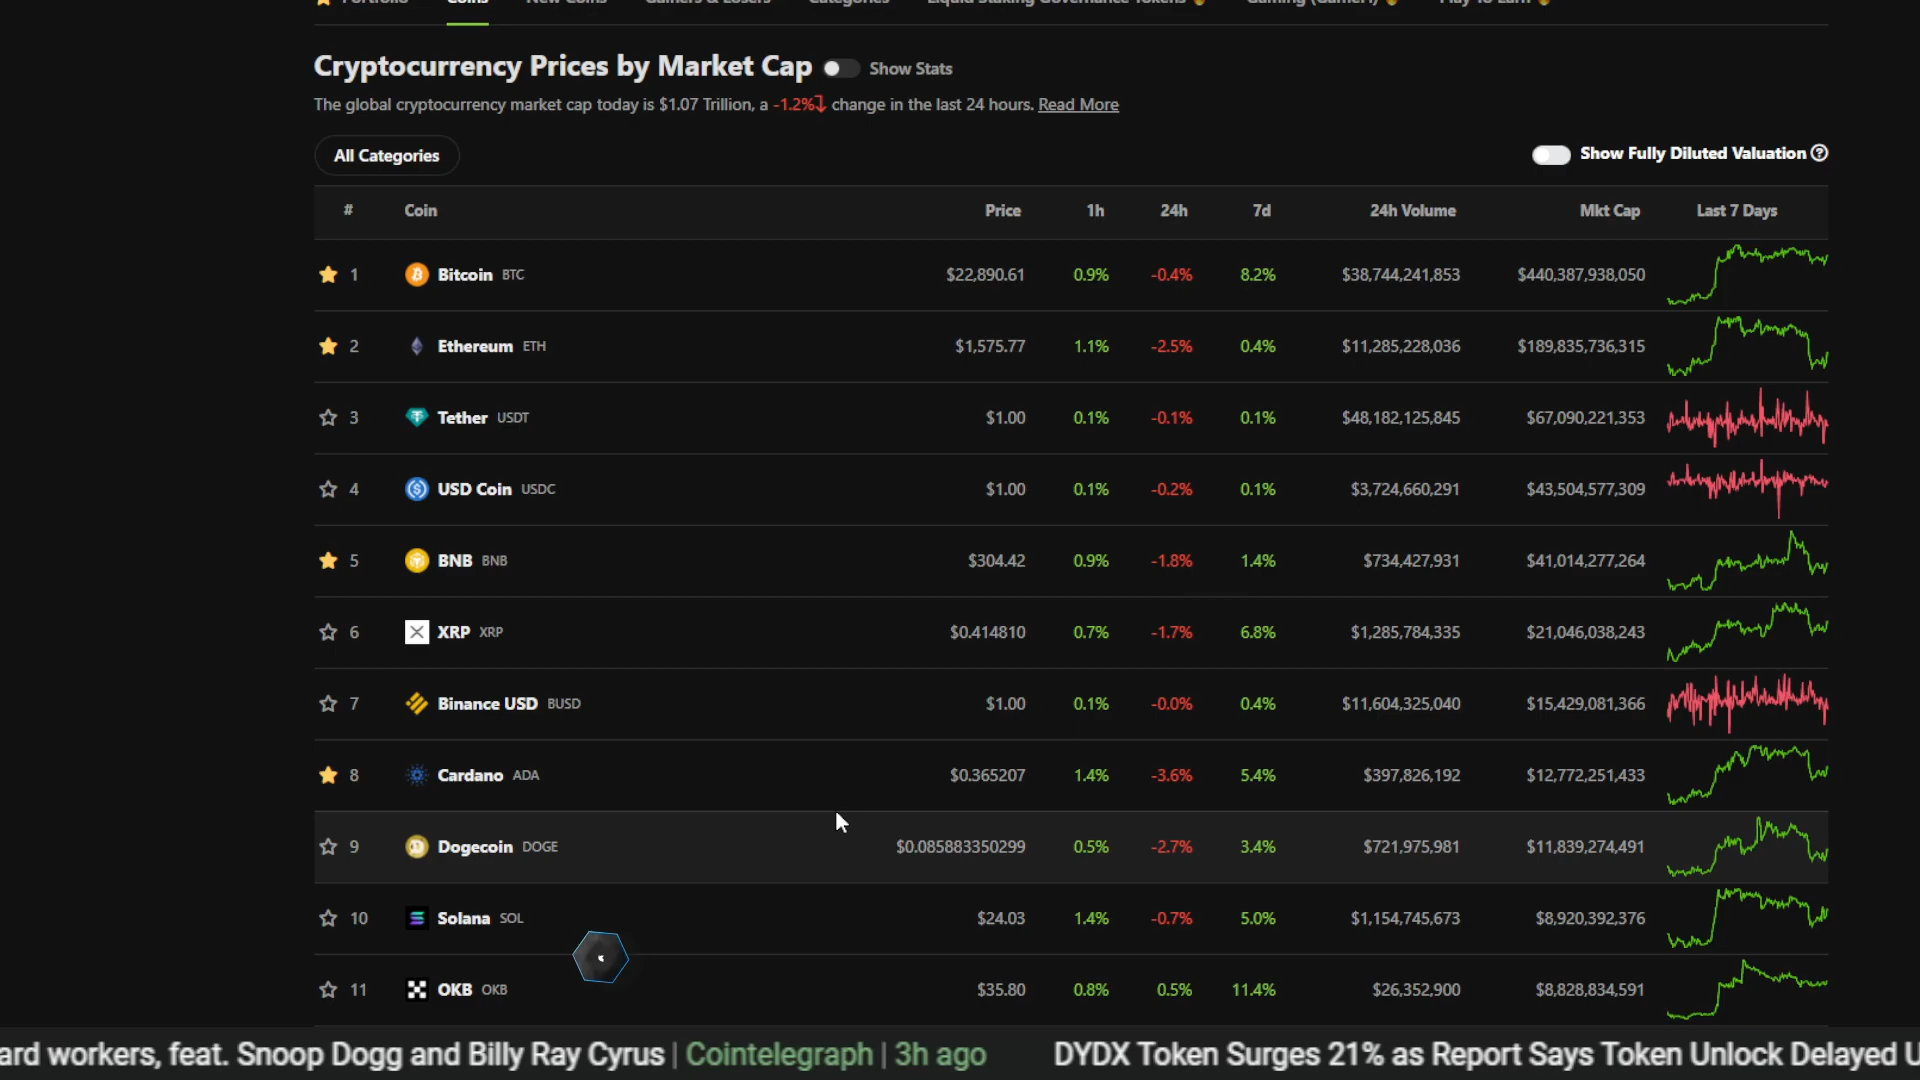 Cryptocurrency Prices by Market Cap Show Stats
The global cryptocurrency market cap today is $1.07 Trillion, a -1.2% change in the last 24 hours. Read More
All Categories Show Fully Diluted Valuation
# Coin Price 1h 24h 7d 24h Volume Mkt Cap Last 7 Days
1 Bitcoin BTC $22,890.61 0.9% -0.4% 8.2% $38,744,241,853 $440,387,938,050
2 Ethereum ETH $1,575.77 1.1% -2.5% 0.4% $11,285,228,036 $189,835,736,315
3 Tether USDT $1.00 0.1% -0.1% 0.1% $48,182,125,845 $67,090,221,353
4 USD Coin USDC $1.00 0.1% -0.2% 0.1% $3,724,660,291 $43,504,577,309
5 BNB BNB $304.42 0.9% -1.8% 1.4% $734,427,931 $41,014,277,264
6 XRP XRP $0.414810 0.7% -1.7% 6.8% $1,285,784,335 $21,046,038,243
7 Binance USD BUSD $1.00 0.1% -0.0% 0.4% $11,604,325,040 $15,429,081,366
8 Cardano ADA $0.365207 1.4% -3.6% 5.4% $397,826,192 $12,772,251,433
9 Dogecoin DOGE $0.085883350299 0.5% -2.7% 3.4% $721,975,981 $11,839,274,491
10 Solana SOL $24.03 1.4% -0.7% 5.0% $1,154,745,673 $8,920,392,376
11 OKB OKB $35.80 0.8% 0.5% 11.4% $26,352,900 $8,828,834,591
ard workers, feat. Snoop Dogg and Billy Ray Cyrus | Cointelegraph | 3h ago DYDX Token Surges 21% as Report Says Token Unlock Delayed U